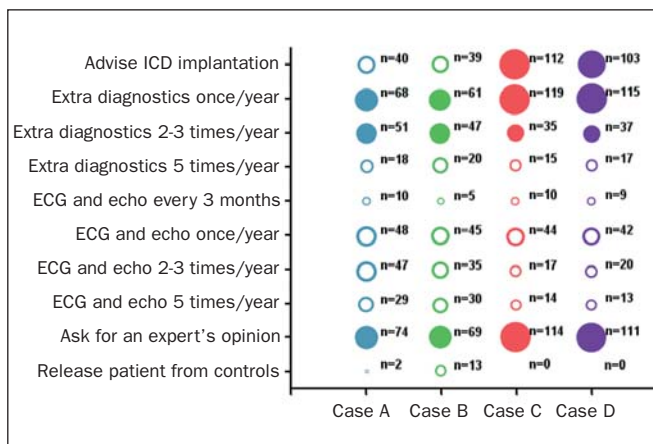 Advise ICD implantation n=40 n=39 n=112 n=103
Extra diagnostics once/year n=68 n=61 n=119 n=115
Extra diagnostics 2-3 times/year n=51 n=47 n=35 n=37
Extra diagnostics 5 times/year n=18 n=20 n=15 n=17
ECG and echo every 3 months n=10 n=5 n=10 n=9
ECG and echo once/year n=48 n=45 n=44 n=42
ECG and echo 2-3 times/year n=47 n=35 n=17 n=20
ECG and echo 5 times/year n=29 n=30 n=14 n=13
Ask for an expert's opinion n=74 n=69 n=114 n=111
Release patient from controls n=2 n=13 n=0 n=0
Case A Case B Case C Case D